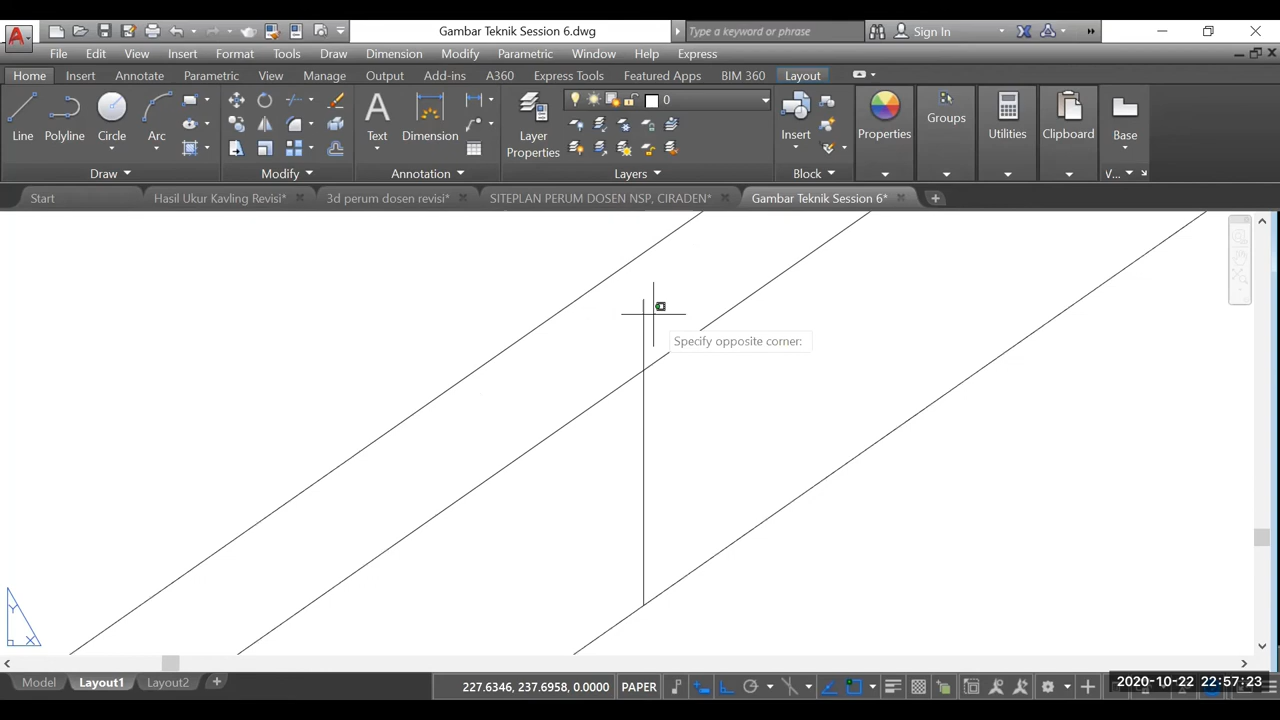 Gambar Teknik Session 6.dwg
Type a keyword or phrase
Sign In
File Edit View Insert Format Tools Draw Dimension Modify Parametric Window Help Express
Home Insert Annotate Parametric View Manage Output Add-ins A360 Express Tools Featured Apps BIM 360 Layout
0
Line Polyline Circle Arc Text Dimension Layer Properties Insert Properties Groups Utilities Clipboard Base
Draw Modify Annotation Layers Block V...
Start Hasil Ukur Kavling Revisi* 3d perum dosen revisi* SITEPLAN PERUM DOSEN NSP, CIRADEN* Gambar Teknik Session 6*
Specify opposite corner:
Y
X
Model Layout1 Layout2 227.6346, 237.6958, 0.0000 PAPER 2020-10-22 22:57:23